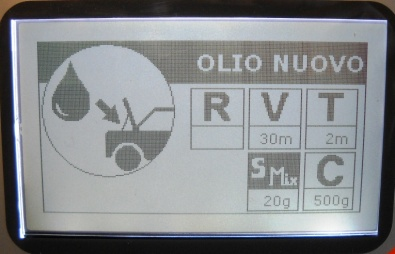 OLIO NUOVO
R V T
30m 2m
S Mix C
20g 500g